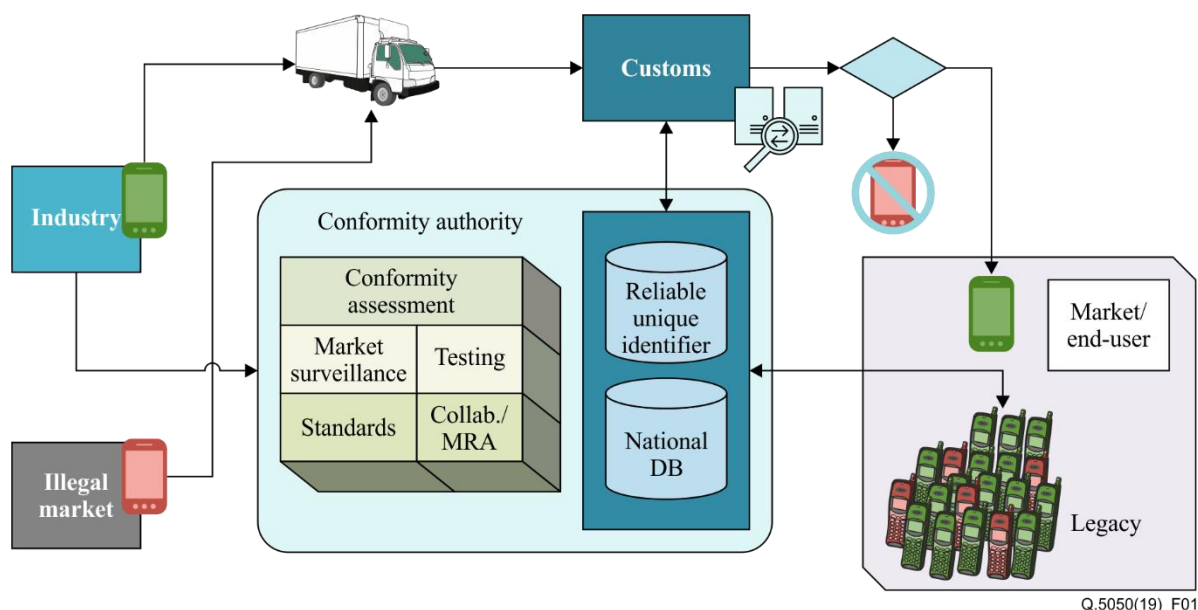 Customs
Industry
Conformity authority
Conformity
assessment
Market
surveillance
Testing
Standards
Collab./
MRA
Reliable
unique
identifier
National
DB
Market/
end-user
Illegal
market
Legacy
Q.5050(19)_F01